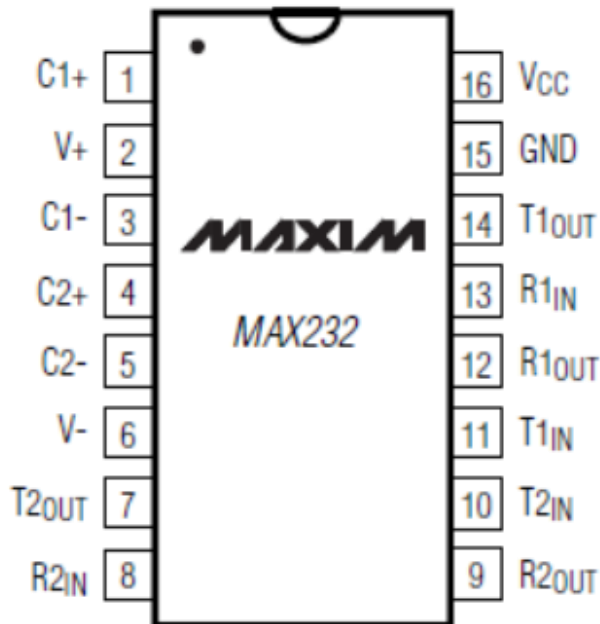 C1+ 1 16 VCC
V+ 2 15 GND
C1- 3 14 T1OUT
MAXIM
C2+ 4 13 R1IN
MAX232
C2- 5 12 R1OUT
V- 6 11 T1IN
T2OUT 7 10 T2IN
R2IN 8 9 R2OUT